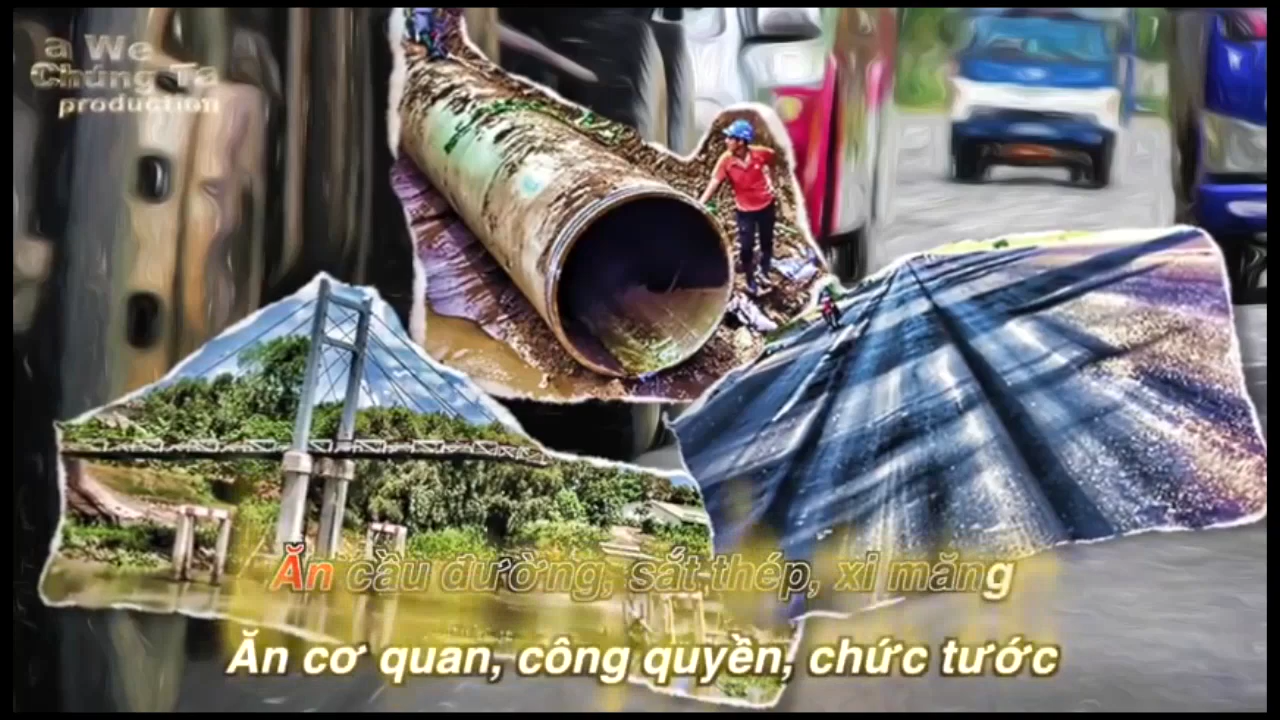 a We
Chúng Ta
production
Ăn cầu đường, sắt thép, xi măng
Ăn cơ quan, công quyền, chức tước